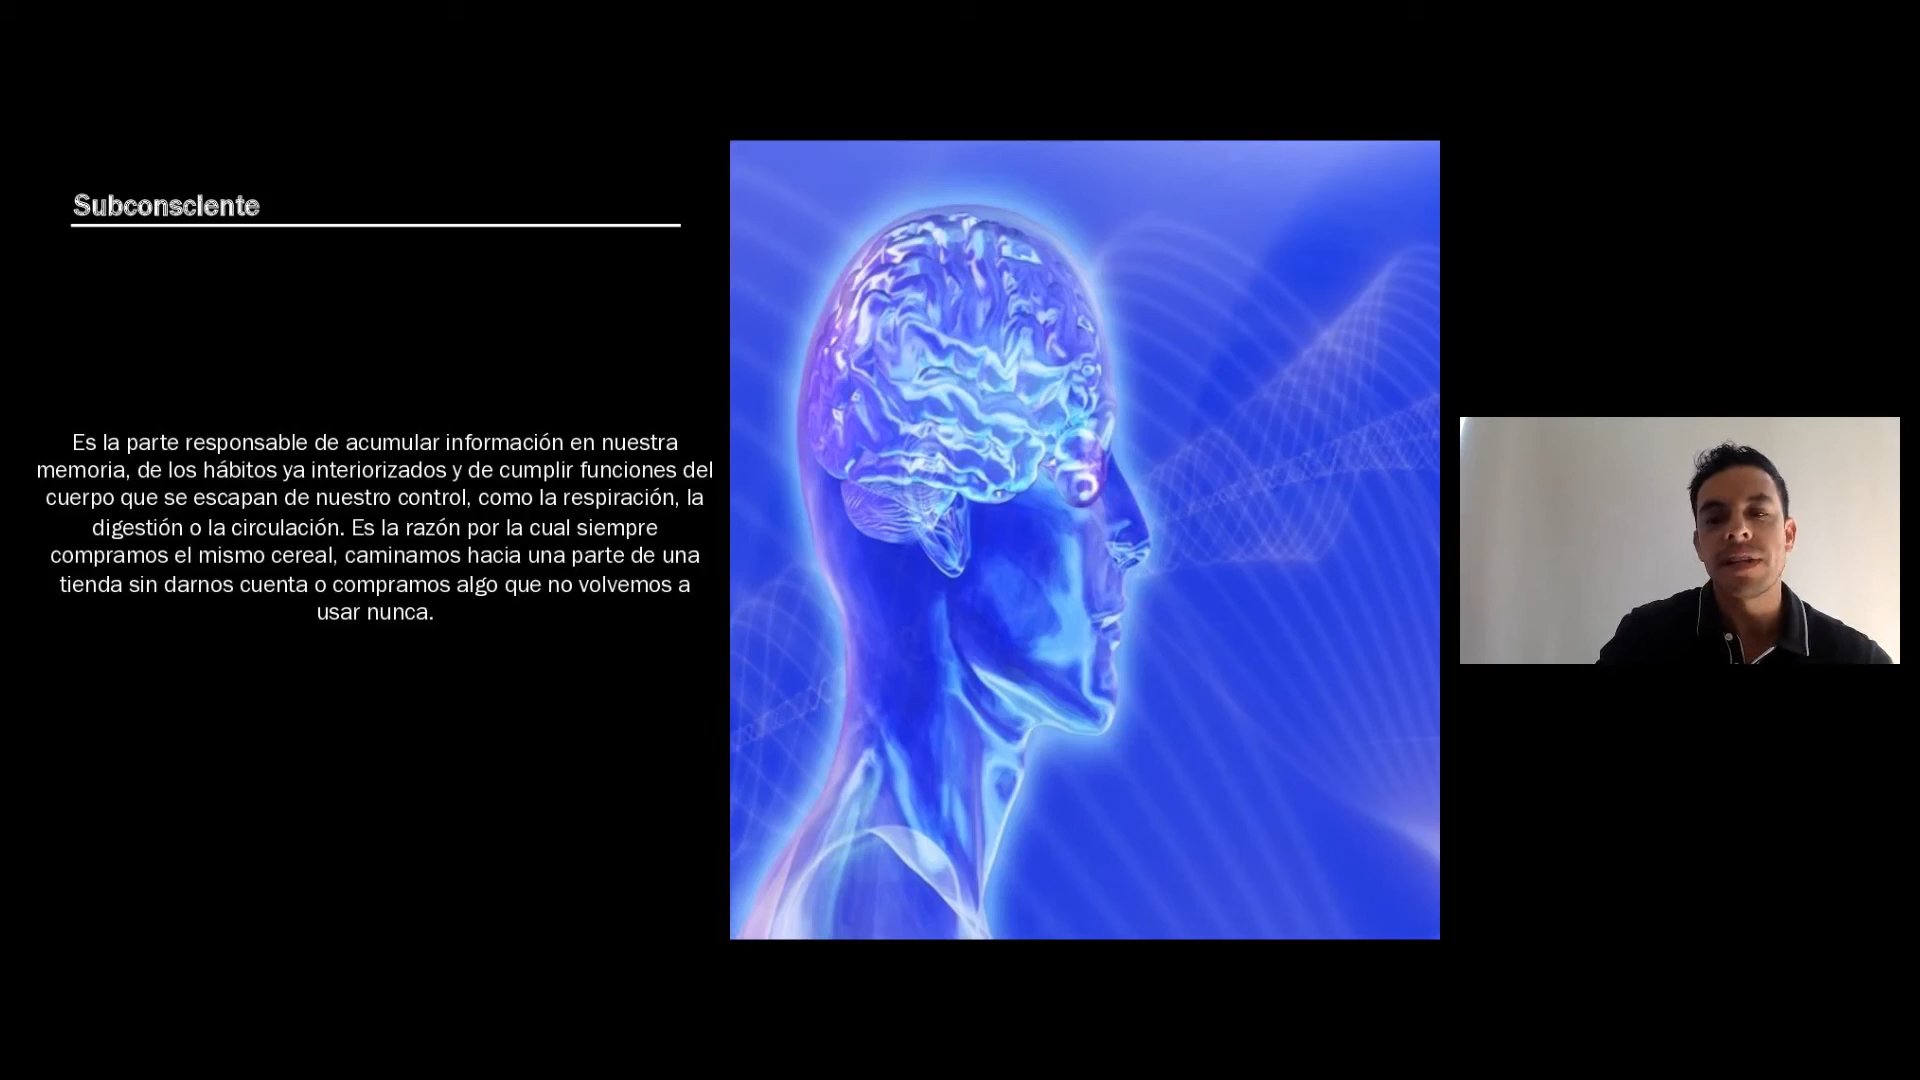 Subconsciente
Es la parte responsable de acumular información en nuestra
memoria, de los hábitos ya interiorizados y de cumplir funciones del
cuerpo que se escapan de nuestro control, como la respiración, la
digestión o la circulación. Es la razón por la cual siempre
compramos el mismo cereal, caminamos hacia una parte de una
tienda sin darnos cuenta o compramos algo que no volvemos a
usar nunca.